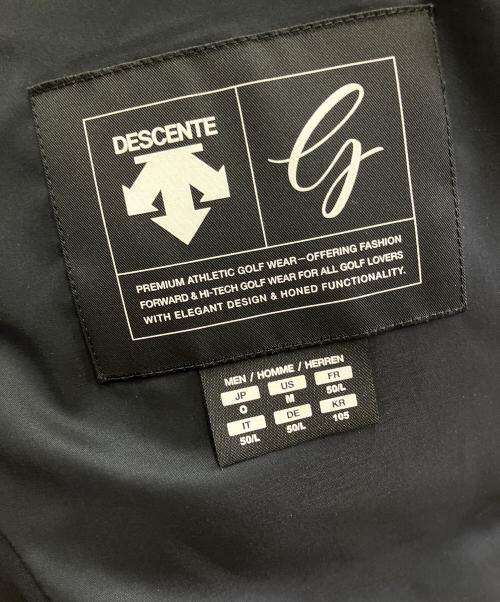 DESCENTE
G
PREMIUM ATHLETIC GOLF WEAR—OFFERING FASHION
FORWARD & HI-TECH GOLF WEAR FOR ALL GOLF LOVERS
WITH ELEGANT DESIGN & HONED FUNCTIONALITY.
MEN / HOMME / HERREN
JP US FR
O M 50/L
IT DE KR
50/L 50/L 105